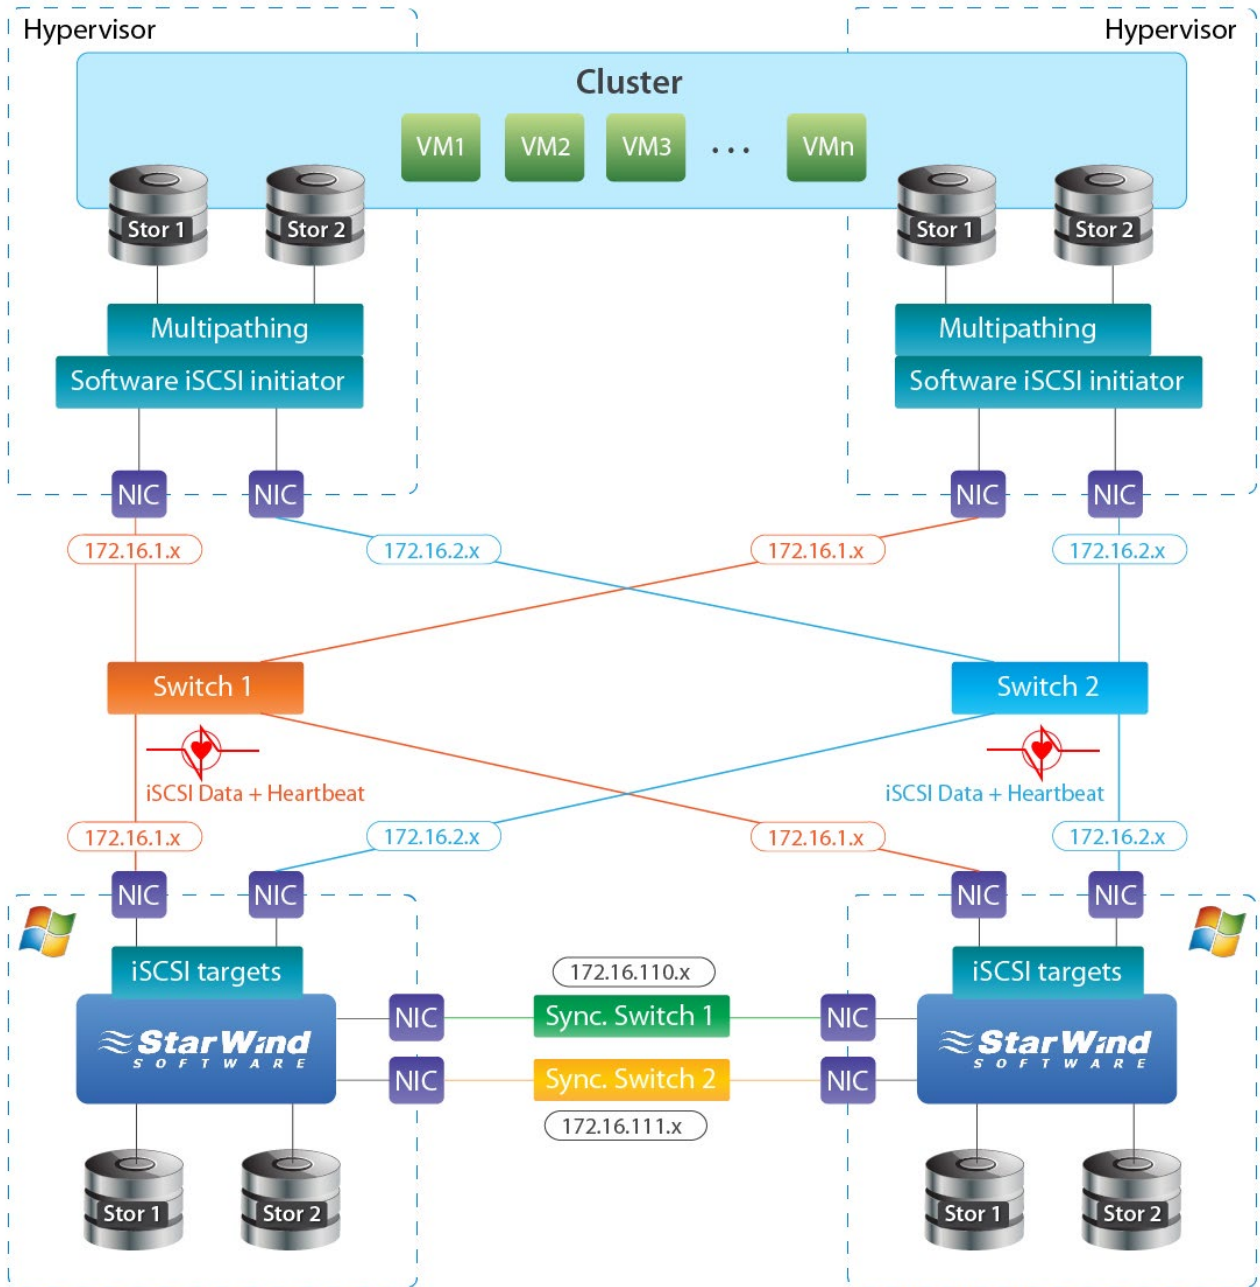 Hypervisor
Hypervisor
Cluster
VM1 VM2 VM3 ... VMn
Stor 1 Stor 2 Stor 1 Stor 2
Multipathing Multipathing
Software iSCSI initiator Software iSCSI initiator
NIC NIC NIC NIC
172.16.1.x 172.16.2.x 172.16.1.x 172.16.2.x
Switch 1 Switch 2
iSCSI Data + Heartbeat iSCSI Data + Heartbeat
172.16.1.x 172.16.2.x 172.16.1.x 172.16.2.x
NIC NIC NIC NIC
iSCSI targets 172.16.110.x iSCSI targets
NIC Sync. Switch 1 NIC
StarWind StarWind
SOFTWARE SOFTWARE
NIC Sync. Switch 2 NIC
172.16.111.x
Stor 1 Stor 2 Stor 1 Stor 2